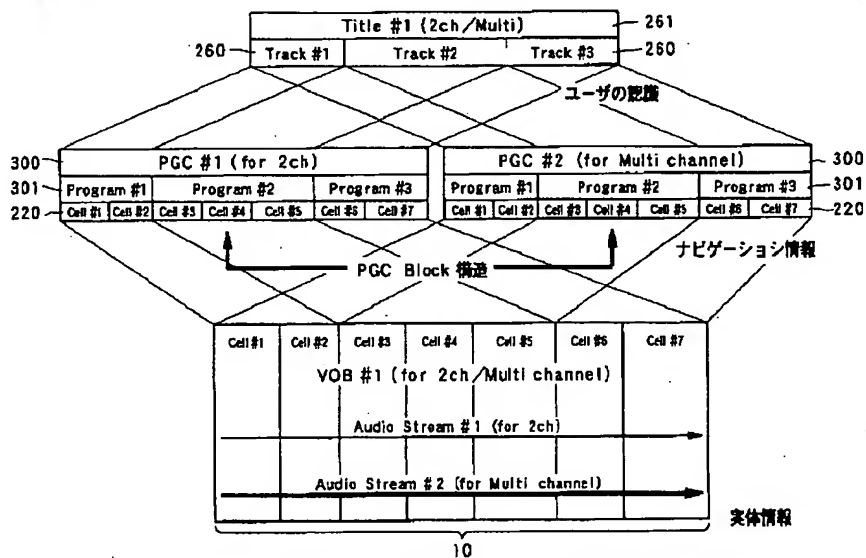 Title #1 (2ch/Multi)
261
260
Track #1
Track #2
Track #3
260
ユーザの認識
300
PGC #1 (for 2ch)
PGC #2 (for Multi channel)
300
301
Program #1
Program #2
Program #3
Program #1
Program #2
Program #3
301
220
Cell #1
Cell #2
Cell #3
Cell #4
Cell #5
Cell #6
Cell #7
Cell #1
Cell #2
Cell #3
Cell #4
Cell #5
Cell #6
Cell #7
220
ナビゲーション情報
PGC Block 構造
Cell #1
Cell #2
Cell #3
Cell #4
Cell #5
Cell #6
Cell #7
VOB #1 (for 2ch/Multi channel)
Audio Stream #1 (for 2ch)
Audio Stream #2 (for Multi channel)
実体情報
10